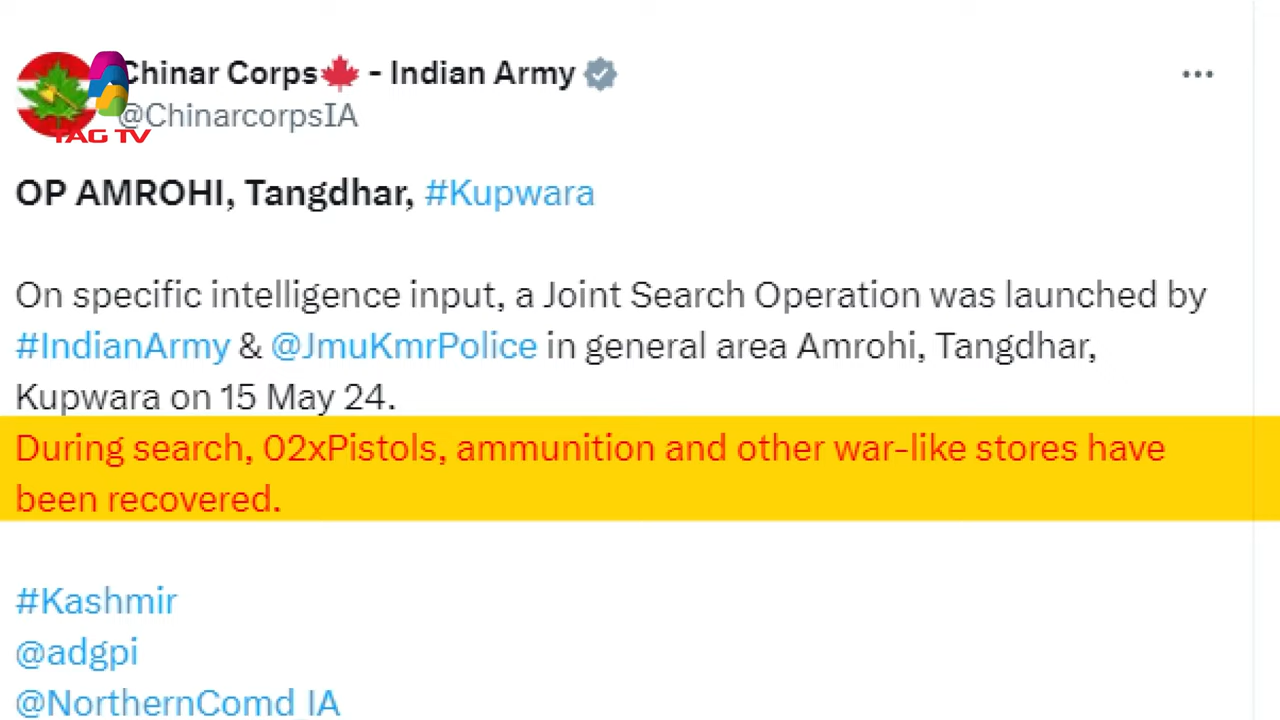 Chinar Corps🍁 - Indian Army
@ChinarcorpsIA
TAG TV
OP AMROHI, Tangdhar, #Kupwara
On specific intelligence input, a Joint Search Operation was launched by
#IndianArmy & @JmuKmrPolice in general area Amrohi, Tangdhar,
Kupwara on 15 May 24.
During search, 02xPistols, ammunition and other war-like stores have
been recovered.
#Kashmir
@adgpi
@NorthernComd_IA